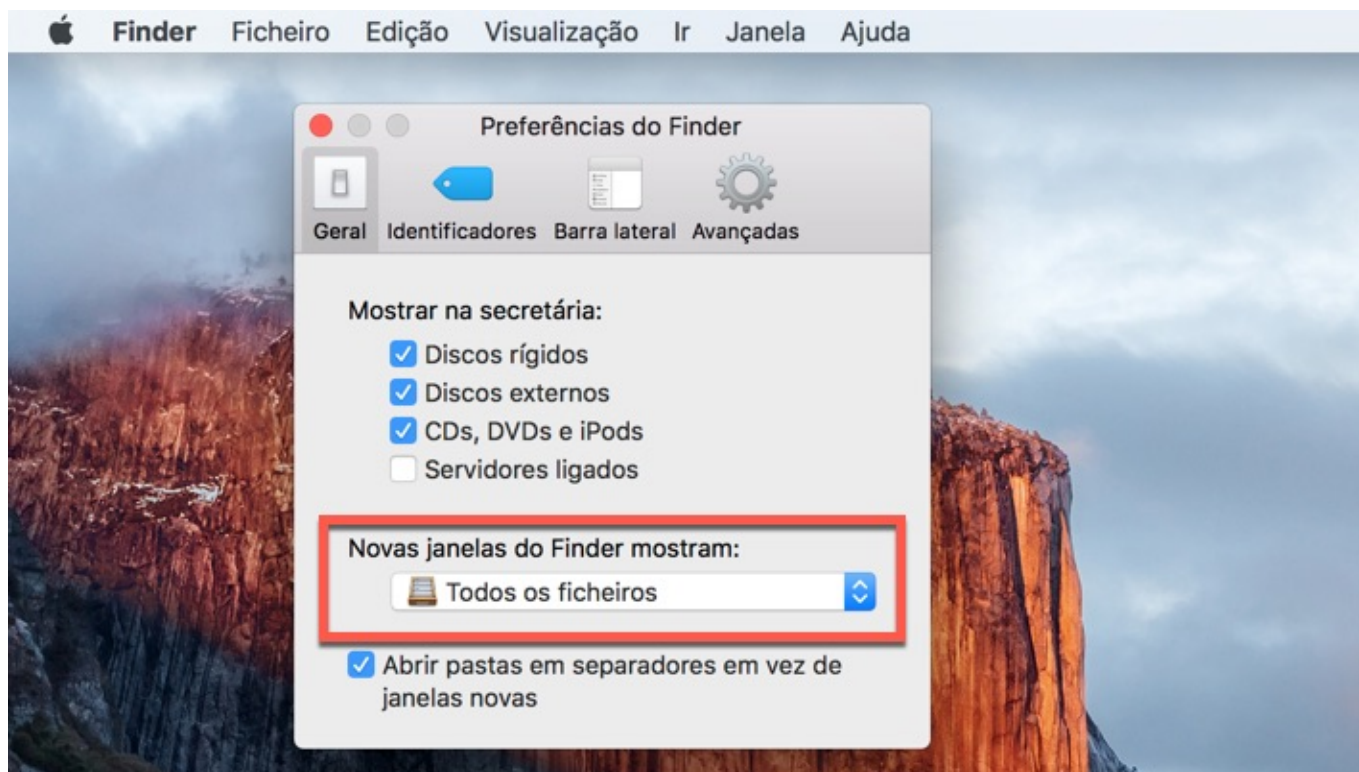 Finder Ficheiro Edição Visualização Ir Janela Ajuda
Preferências do Finder
Geral Identificadores Barra lateral Avançadas
Mostrar na secretária:
Discos rígidos
Discos externos
CDs, DVDs e iPods
Servidores ligados
Novas janelas do Finder mostram:
Todos os ficheiros
Abrir pastas em separadores em vez de
janelas novas